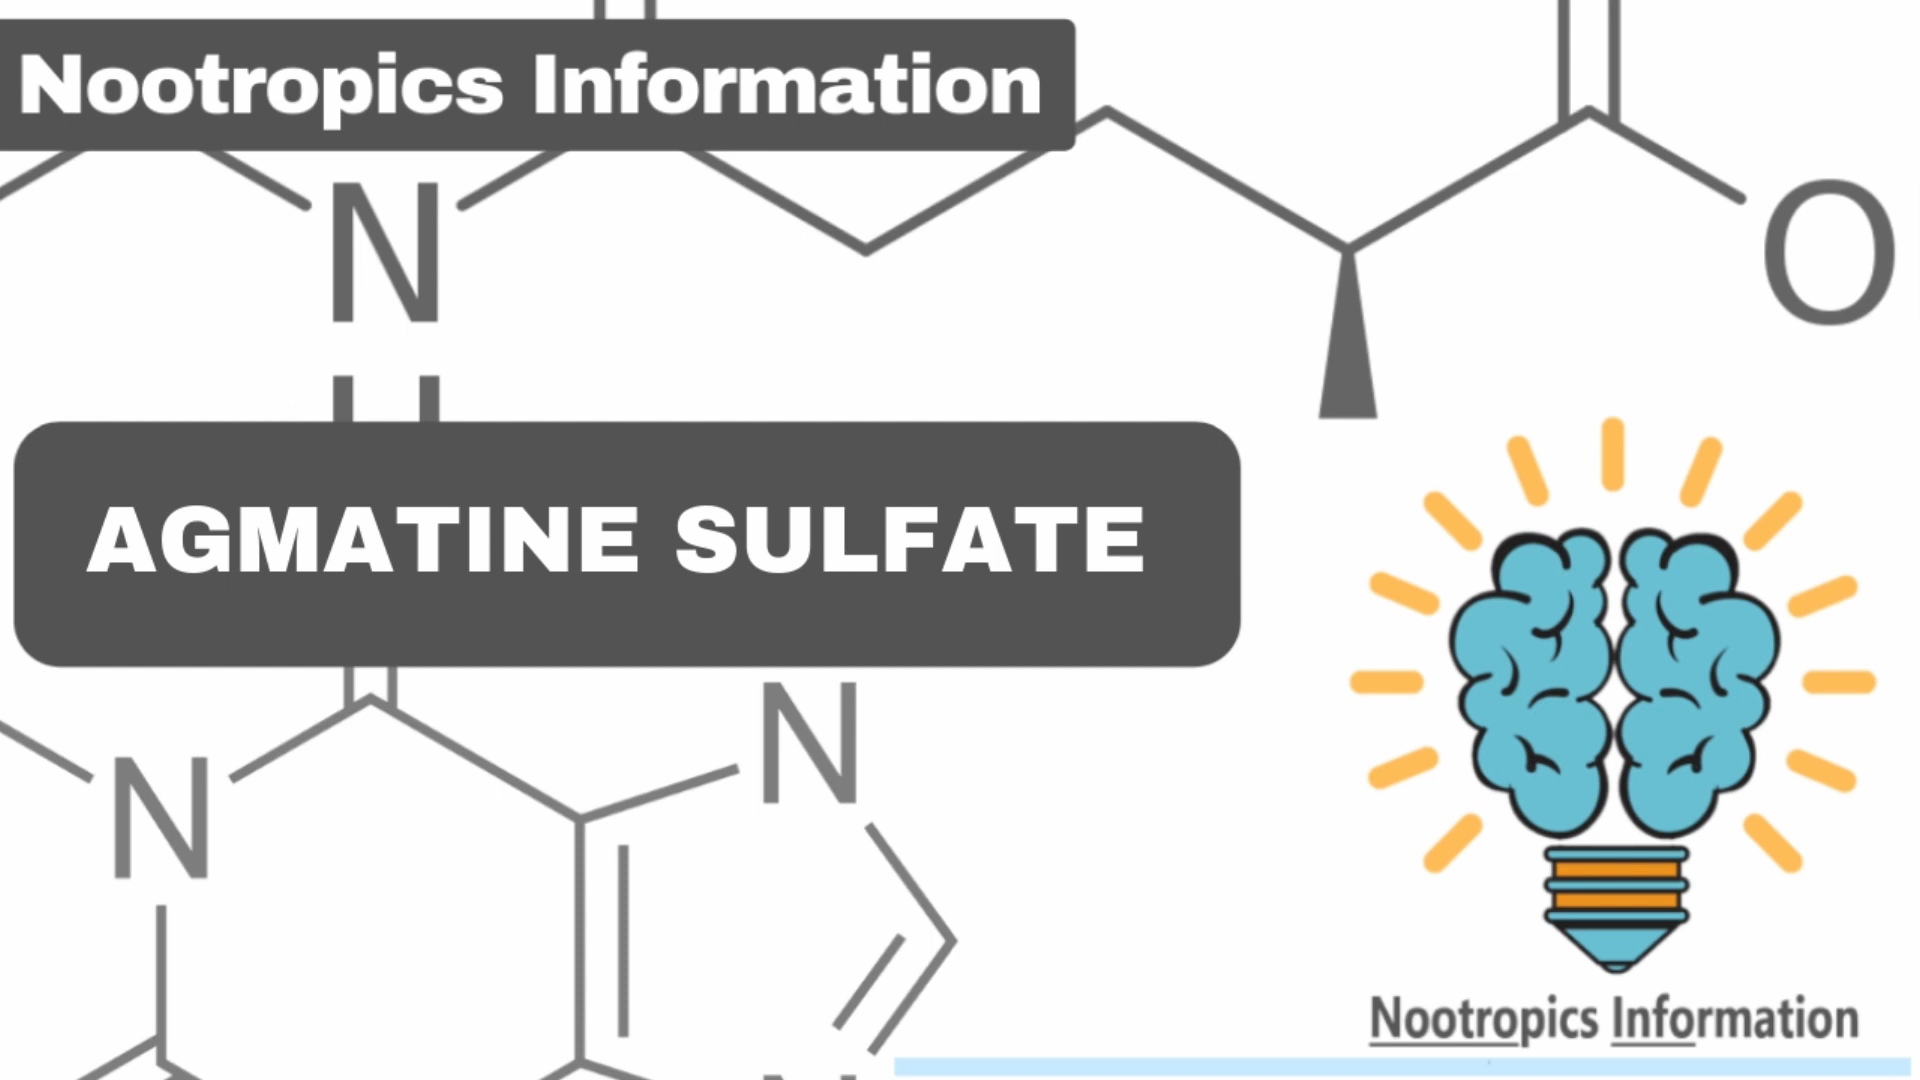 Nootropics Information
N
O
H
AGMATINE SULFATE
N
N
Nootropics Information